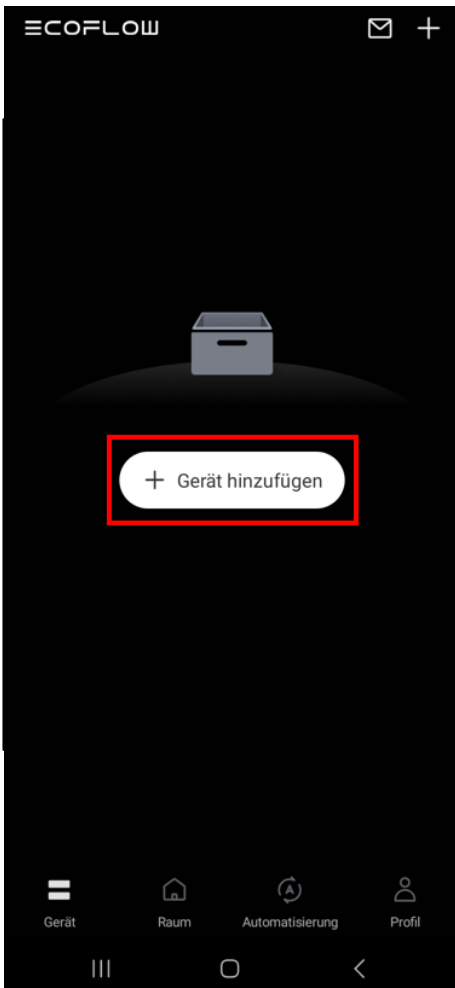 ECOFLOW
Gerät hinzufügen
Gerät
Raum
Automatisierung
Profil